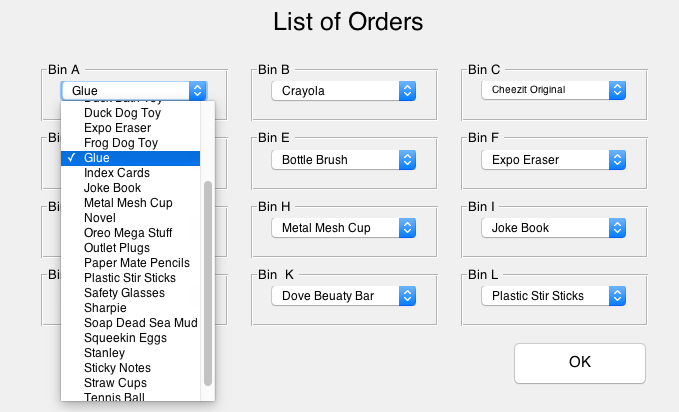 List of Orders
Bin A
Bin B
Bin C
Glue
Crayola
Cheezit Original
Duck Bath Toy
Duck Dog Toy
Expo Eraser
Frog Dog Toy
✓ Glue
Index Cards
Joke Book
Metal Mesh Cup
Novel
Oreo Mega Stuff
Outlet Plugs
Paper Mate Pencils
Plastic Stir Sticks
Safety Glasses
Sharpie
Soap Dead Sea Mud
Squeekin Eggs
Stanley
Sticky Notes
Straw Cups
Tennis Ball
Bi
Bin E
Bin F
Bottle Brush
Expo Eraser
Bi
Bin H
Bin I
Metal Mesh Cup
Joke Book
Bi
Bin K
Bin L
Dove Beuaty Bar
Plastic Stir Sticks
OK